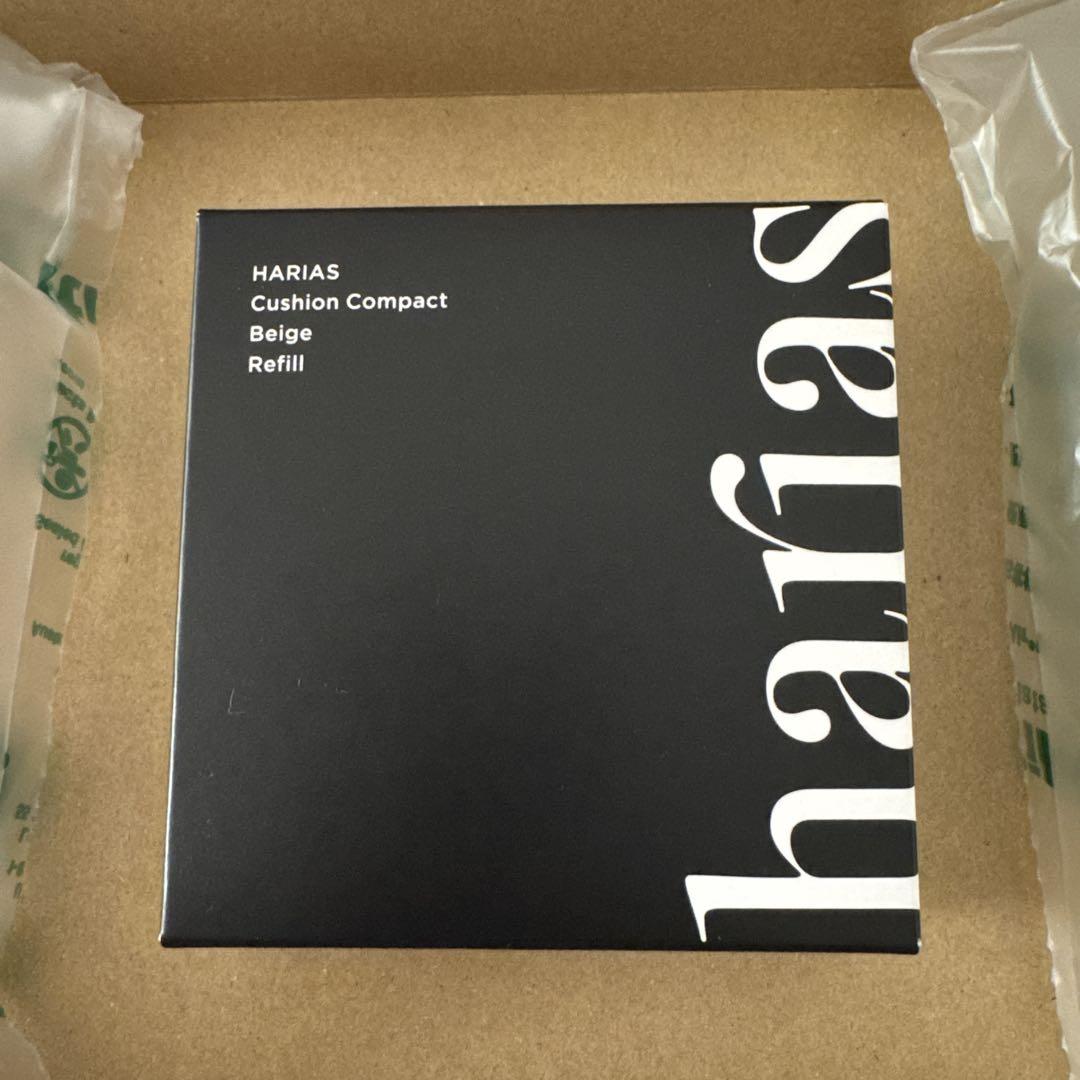 HARIAS
Cushion Compact
Beige
Refill
harias